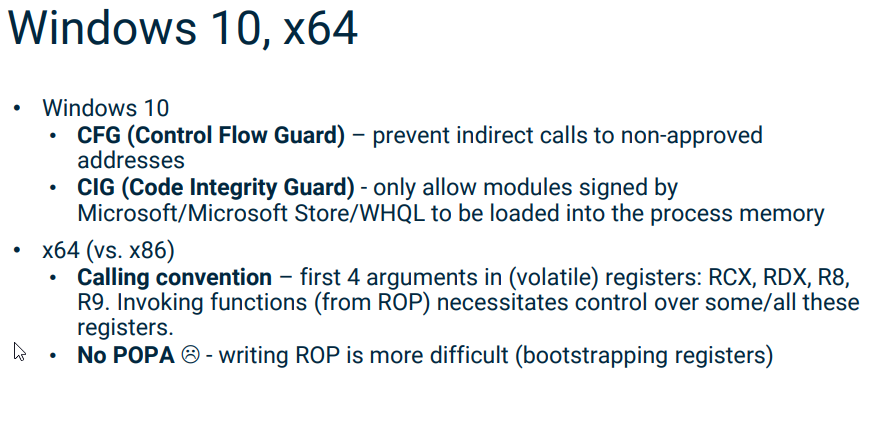 Windows 10, x64
• Windows 10
• CFG (Control Flow Guard) – prevent indirect calls to non-approved
addresses
• CIG (Code Integrity Guard) - only allow modules signed by
Microsoft/Microsoft Store/WHQL to be loaded into the process memory
• x64 (vs. x86)
• Calling convention – first 4 arguments in (volatile) registers: RCX, RDX, R8,
R9. Invoking functions (from ROP) necessitates control over some/all these
registers.
• No POPA ☹ - writing ROP is more difficult (bootstrapping registers)